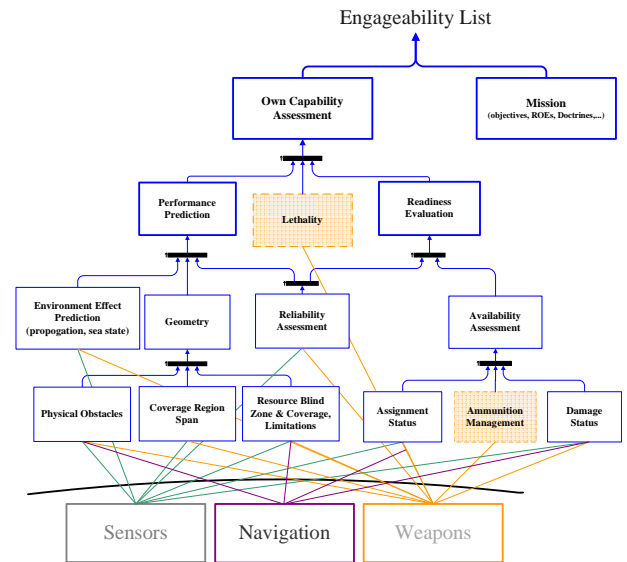 Engageability List
Own Capability
Assessment
Mission
(objectives, ROEs, Doctrines,...)
Performance
Prediction
Lethality
Readiness
Evaluation
Environment Effect
Prediction
(propogation, sea state)
Geometry
Reliability
Assessment
Availability
Assessment
Physical Obstacles
Coverage Region
Span
Resource Blind
Zone & Coverage,
Limitations
Assignment
Status
Ammunition
Management
Damage
Status
Sensors
Navigation
Weapons